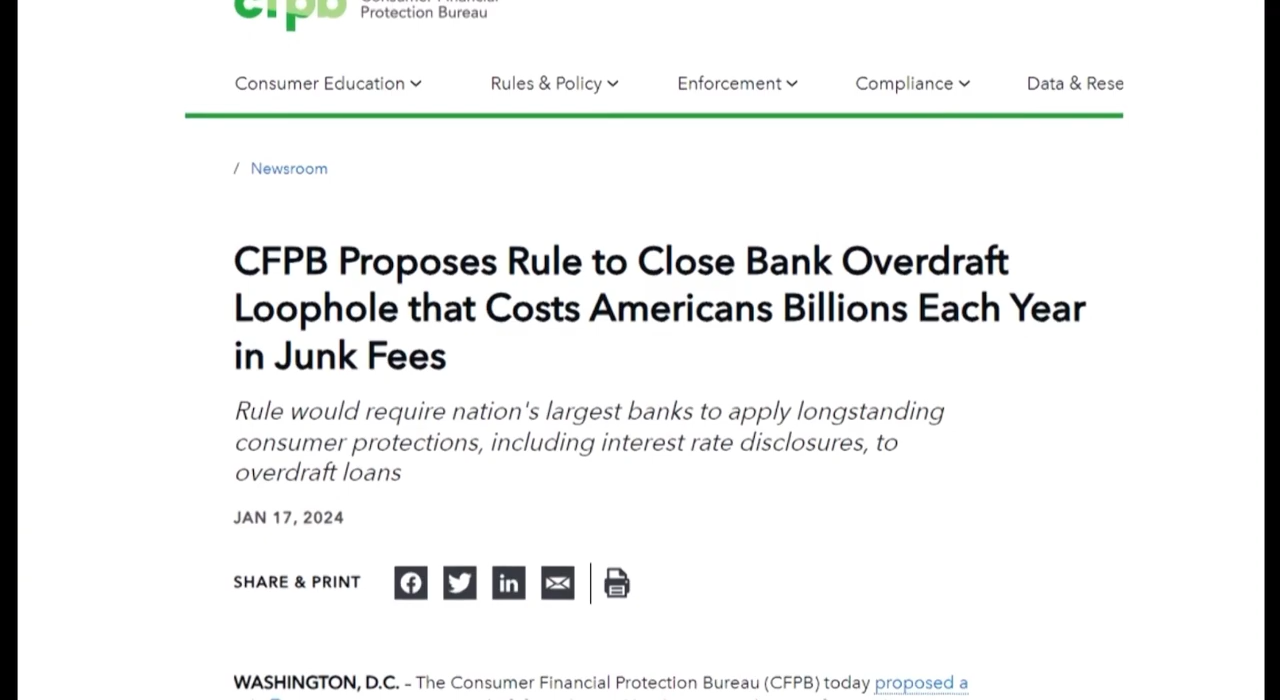 cfpb Consumer Financial
Protection Bureau
Consumer Education Rules & Policy Enforcement Compliance Data & Rese
/ Newsroom
CFPB Proposes Rule to Close Bank Overdraft
Loophole that Costs Americans Billions Each Year
in Junk Fees
Rule would require nation's largest banks to apply longstanding
consumer protections, including interest rate disclosures, to
overdraft loans
JAN 17, 2024
SHARE & PRINT
WASHINGTON, D.C. - The Consumer Financial Protection Bureau (CFPB) today proposed a